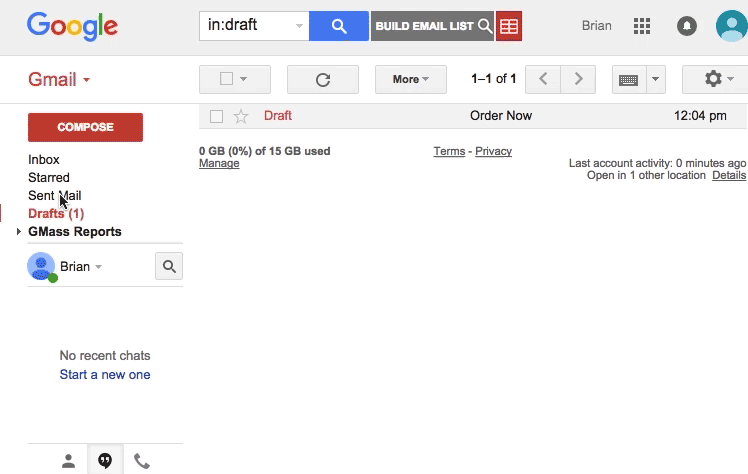 Google
in:draft
BUILD EMAIL LIST
Brian
Gmail
More
1–1 of 1
COMPOSE
Draft
Order Now
12:04 pm
Inbox
Starred
Sent Mail
Drafts (1)
GMass Reports
0 GB (0%) of 15 GB used
Manage
Terms - Privacy
Last account activity: 0 minutes ago
Open in 1 other location Details
Brian
No recent chats
Start a new one